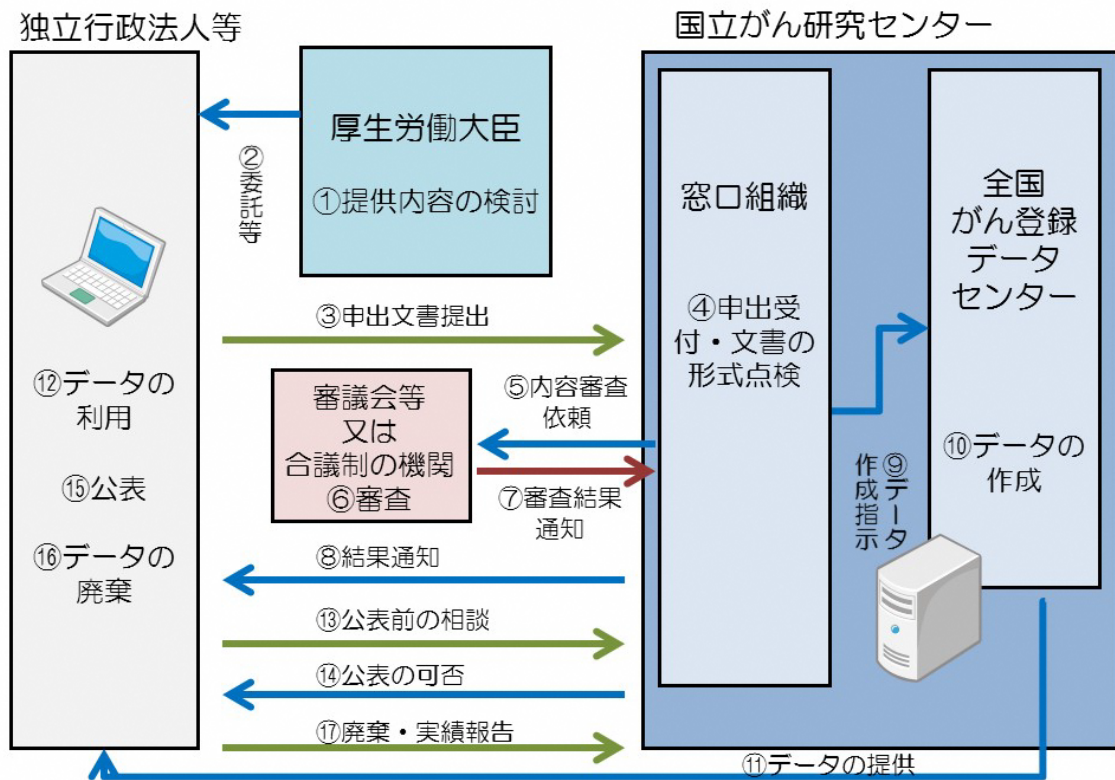 独立行政法人等
国立がん研究センター
厚生労働大臣
①提供内容の検討
②委託等
窓口組織
④申出受
付・文書の
形式点検
全国
がん登録
データ
センター
③申出文書提出
⑫データの
利用
⑮公表
⑯データの
廃棄
審議会等
又は
合議制の機関
⑥審査
⑤内容審査
依頼
⑦審査結果
通知
⑨データ
作成指示
⑩データの
作成
⑧結果通知
⑬公表前の相談
⑭公表の可否
⑰廃棄・実績報告
⑪データの提供